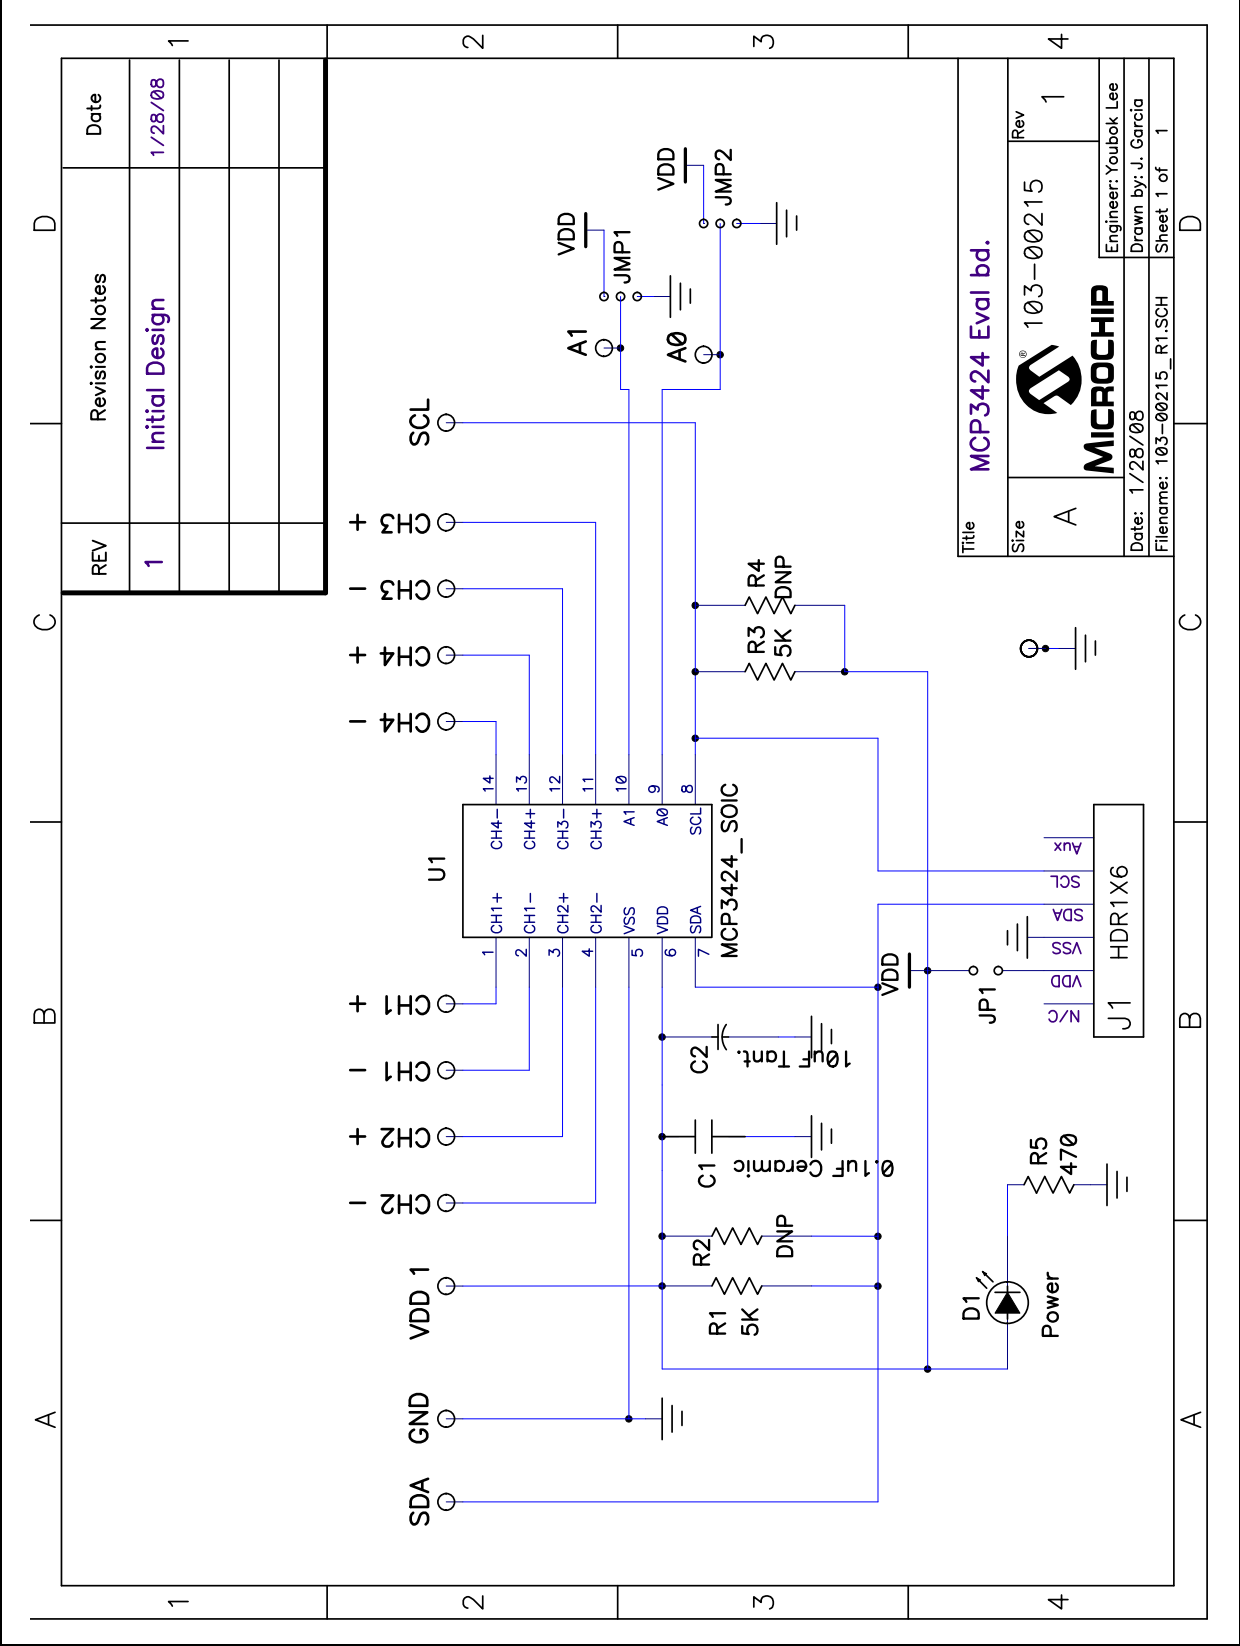 A
B
C
D
1
2
3
4
REV
Revision Notes
Date
1
Initial Design
1/28/08
CH4 -
CH4 +
CH3 -
CH3 +
SCL
CH1 +
CH1 -
CH2 +
CH2 -
VDD 1
GND
SDA
U1
1 CH1+
CH4- 14
2 CH1-
CH4+ 13
3 CH2+
CH3- 12
4 CH2-
CH3+ 11
5 VSS
A1 10
6 VDD
A0 9
7 SDA
SCL 8
MCP3424_SOIC
A1
VDD
JMP1
A0
VDD
JMP2
R1
5K
R2
DNP
C1
0.1uF Ceramic
C2
10uF Tant.
R3
5K
R4
DNP
VDD
JP1
D1
Power
R5
470
N/C
VDD
VSS
SDA
SCL
Aux
J1 HDR1X6
Title
MCP3424 Eval bd.
Size
A
®
MICROCHIP
103-00215
Rev
1
Engineer: Youbok Lee
Date: 1/28/08
Drawn by: J. Garcia
Filename: 103-00215_R1.SCH
Sheet 1 of 1
A
B
C
D
1
2
3
4